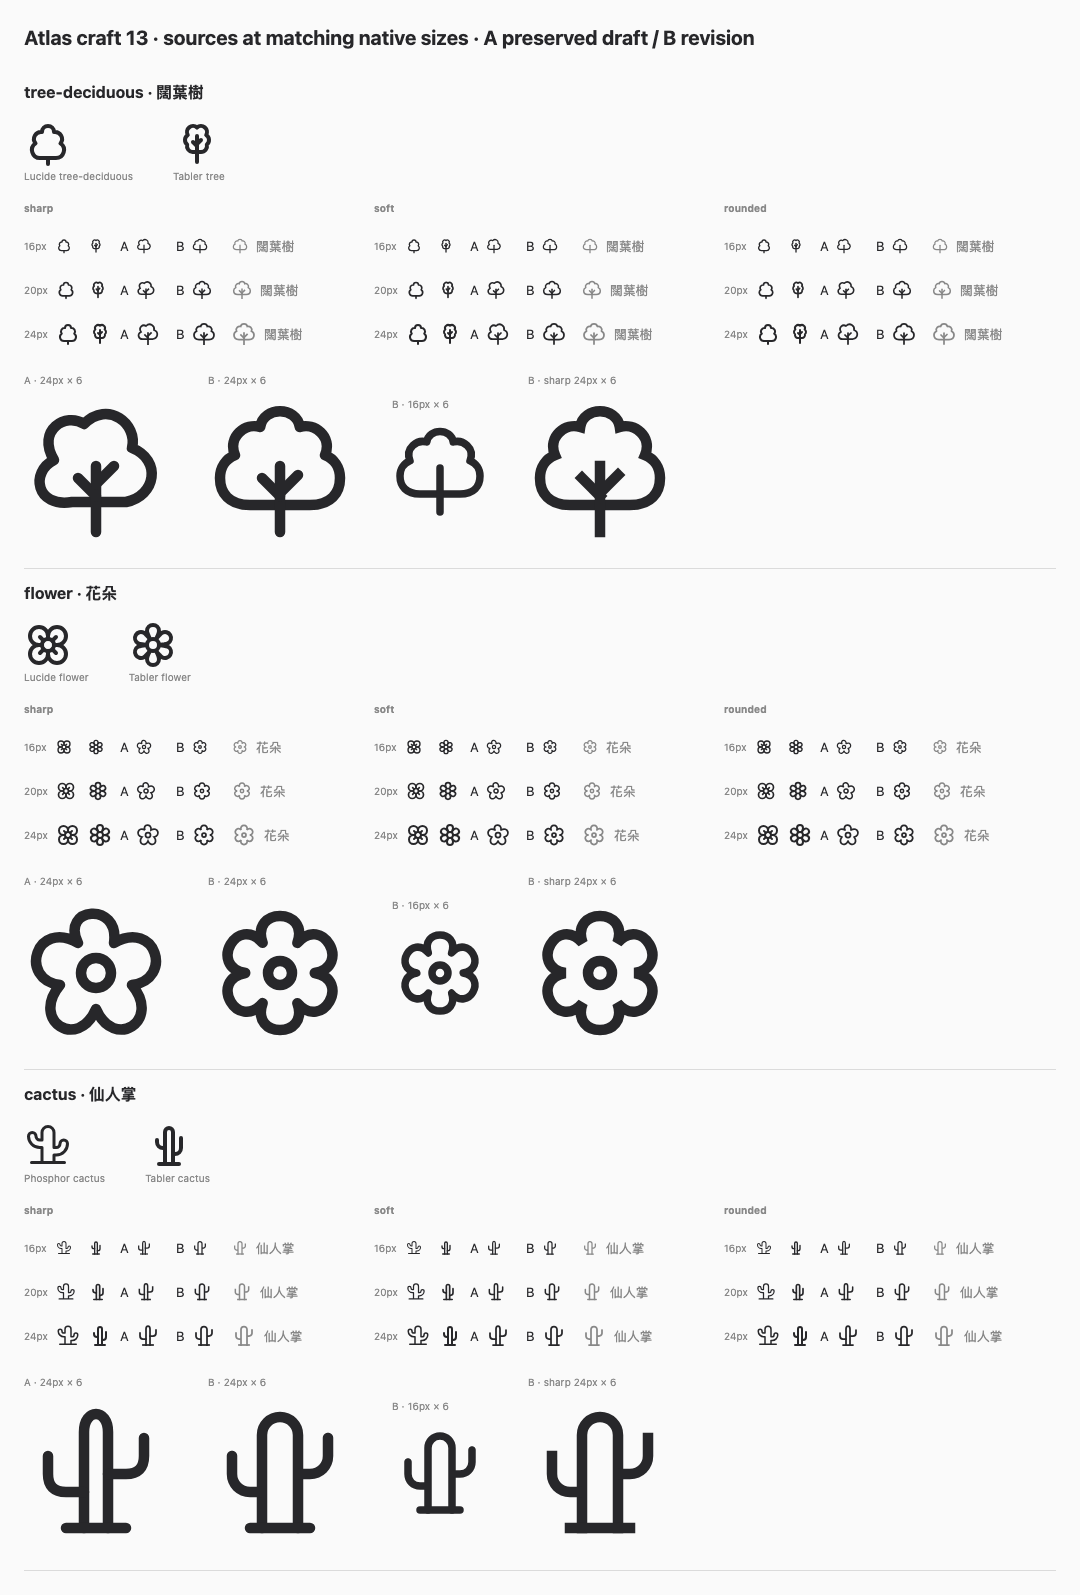 Atlas craft 13 · sources at matching native sizes · A preserved draft / B revision
tree-deciduous · 闊葉樹
Lucide tree-deciduous Tabler tree
sharp soft rounded
16px A B 闊葉樹 16px A B 闊葉樹 16px A B 闊葉樹
20px A B 闊葉樹 20px A B 闊葉樹 20px A B 闊葉樹
24px A B 闊葉樹 24px A B 闊葉樹 24px A B 闊葉樹
A · 24px × 6 B · 24px × 6 B · 16px × 6 B · sharp 24px × 6
flower · 花朵
Lucide flower Tabler flower
sharp soft rounded
16px A B 花朵 16px A B 花朵 16px A B 花朵
20px A B 花朵 20px A B 花朵 20px A B 花朵
24px A B 花朵 24px A B 花朵 24px A B 花朵
A · 24px × 6 B · 24px × 6 B · 16px × 6 B · sharp 24px × 6
cactus · 仙人掌
Phosphor cactus Tabler cactus
sharp soft rounded
16px A B 仙人掌 16px A B 仙人掌 16px A B 仙人掌
20px A B 仙人掌 20px A B 仙人掌 20px A B 仙人掌
24px A B 仙人掌 24px A B 仙人掌 24px A B 仙人掌
A · 24px × 6 B · 24px × 6 B · 16px × 6 B · sharp 24px × 6